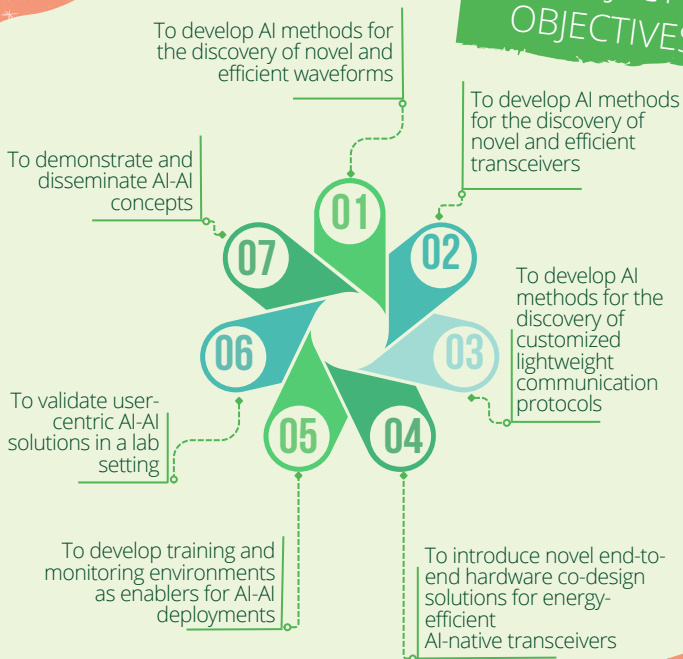 OBJECTIVES
To develop AI methods for
the discovery of novel and
efficient waveforms
To develop AI methods
for the discovery of
novel and efficient
transceivers
To demonstrate and
disseminate AI-AI
concepts
01
02
07
To develop AI
methods for the
discovery of
customized
lightweight
communication
protocols
03
06
To validate user-
centric AI-AI
solutions in a lab
setting
05
04
To develop training and
monitoring environments
as enablers for AI-AI
deployments
To introduce novel end-to-
end hardware co-design
solutions for energy-
efficient
AI-native transceivers